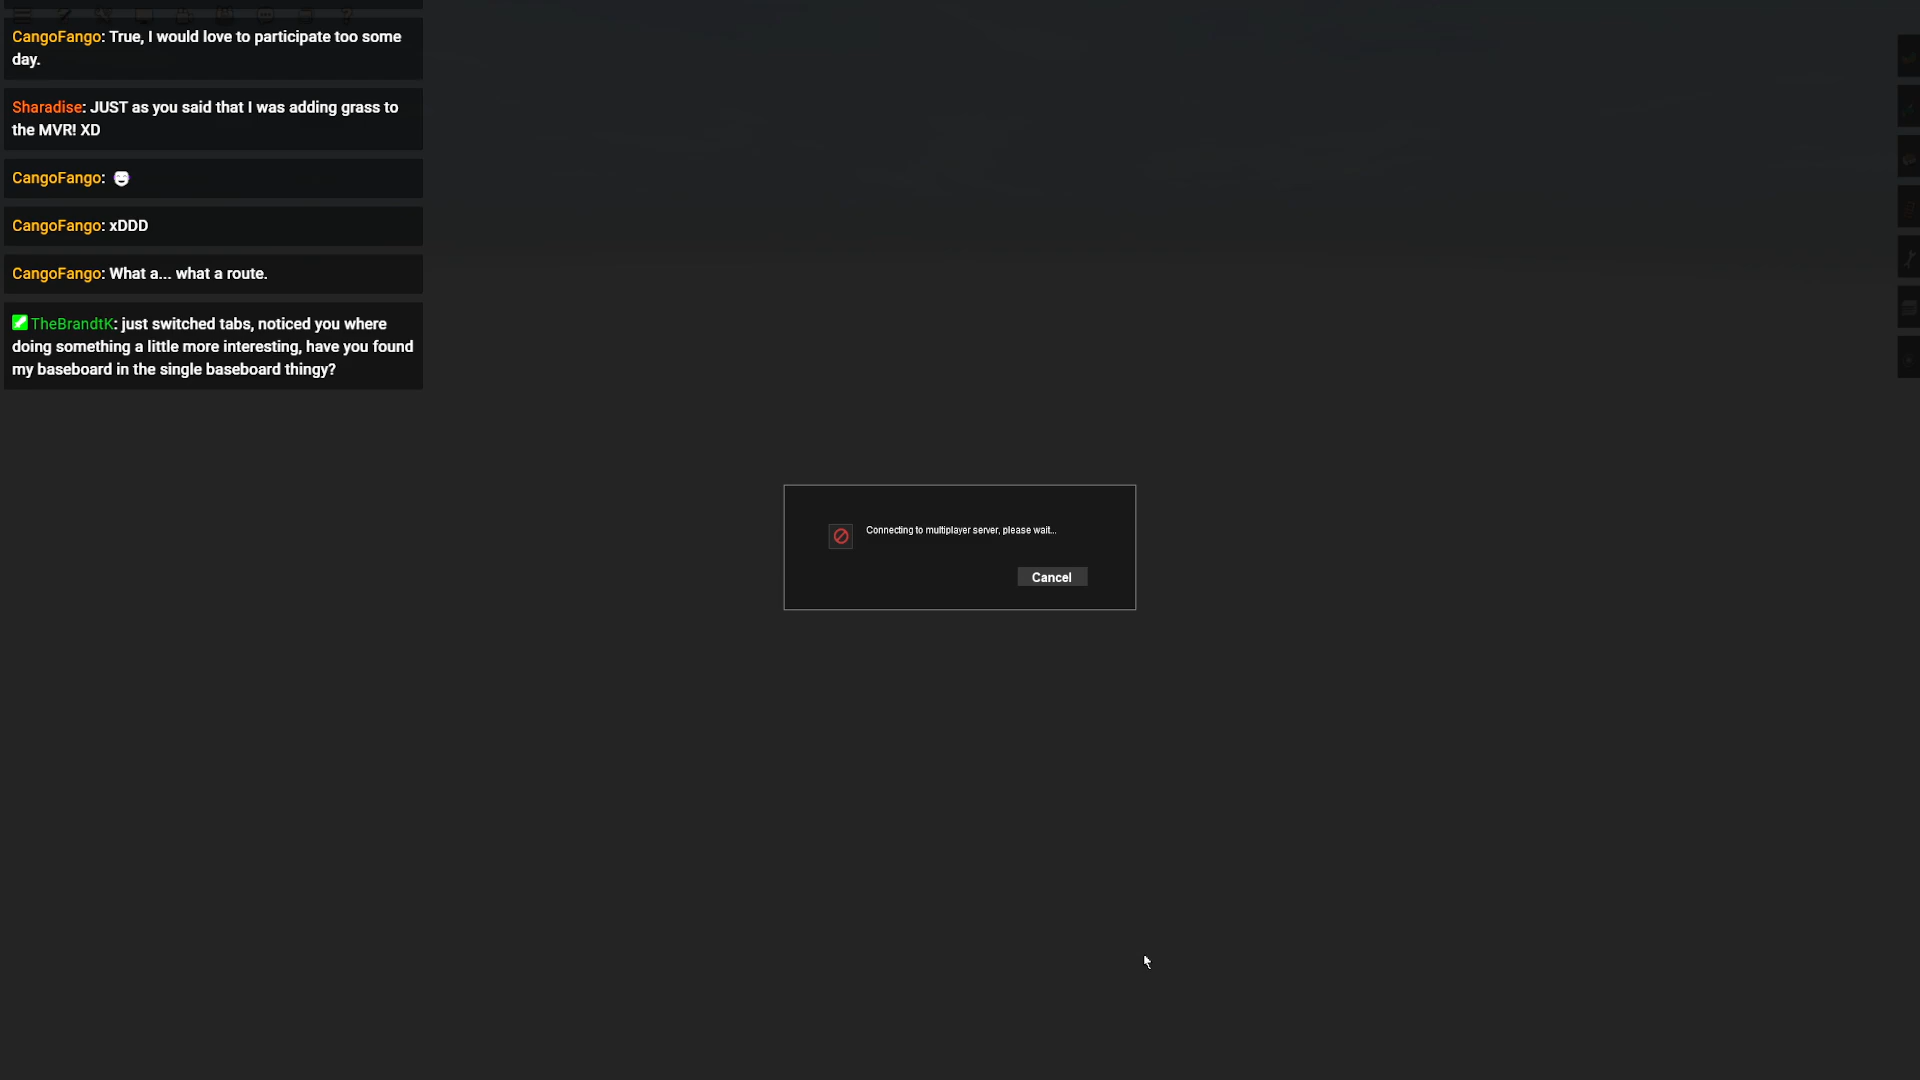 CangoFango: True, I would love to participate too some
day.
Sharadise: JUST as you said that I was adding grass to
the MVR! XD
CangoFango:
CangoFango: xDDD
CangoFango: What a... what a route.
TheBrandtK: just switched tabs, noticed you where
doing something a little more interesting, have you found
my baseboard in the single baseboard thingy?
Connecting to multiplayer server, please wait...
Cancel